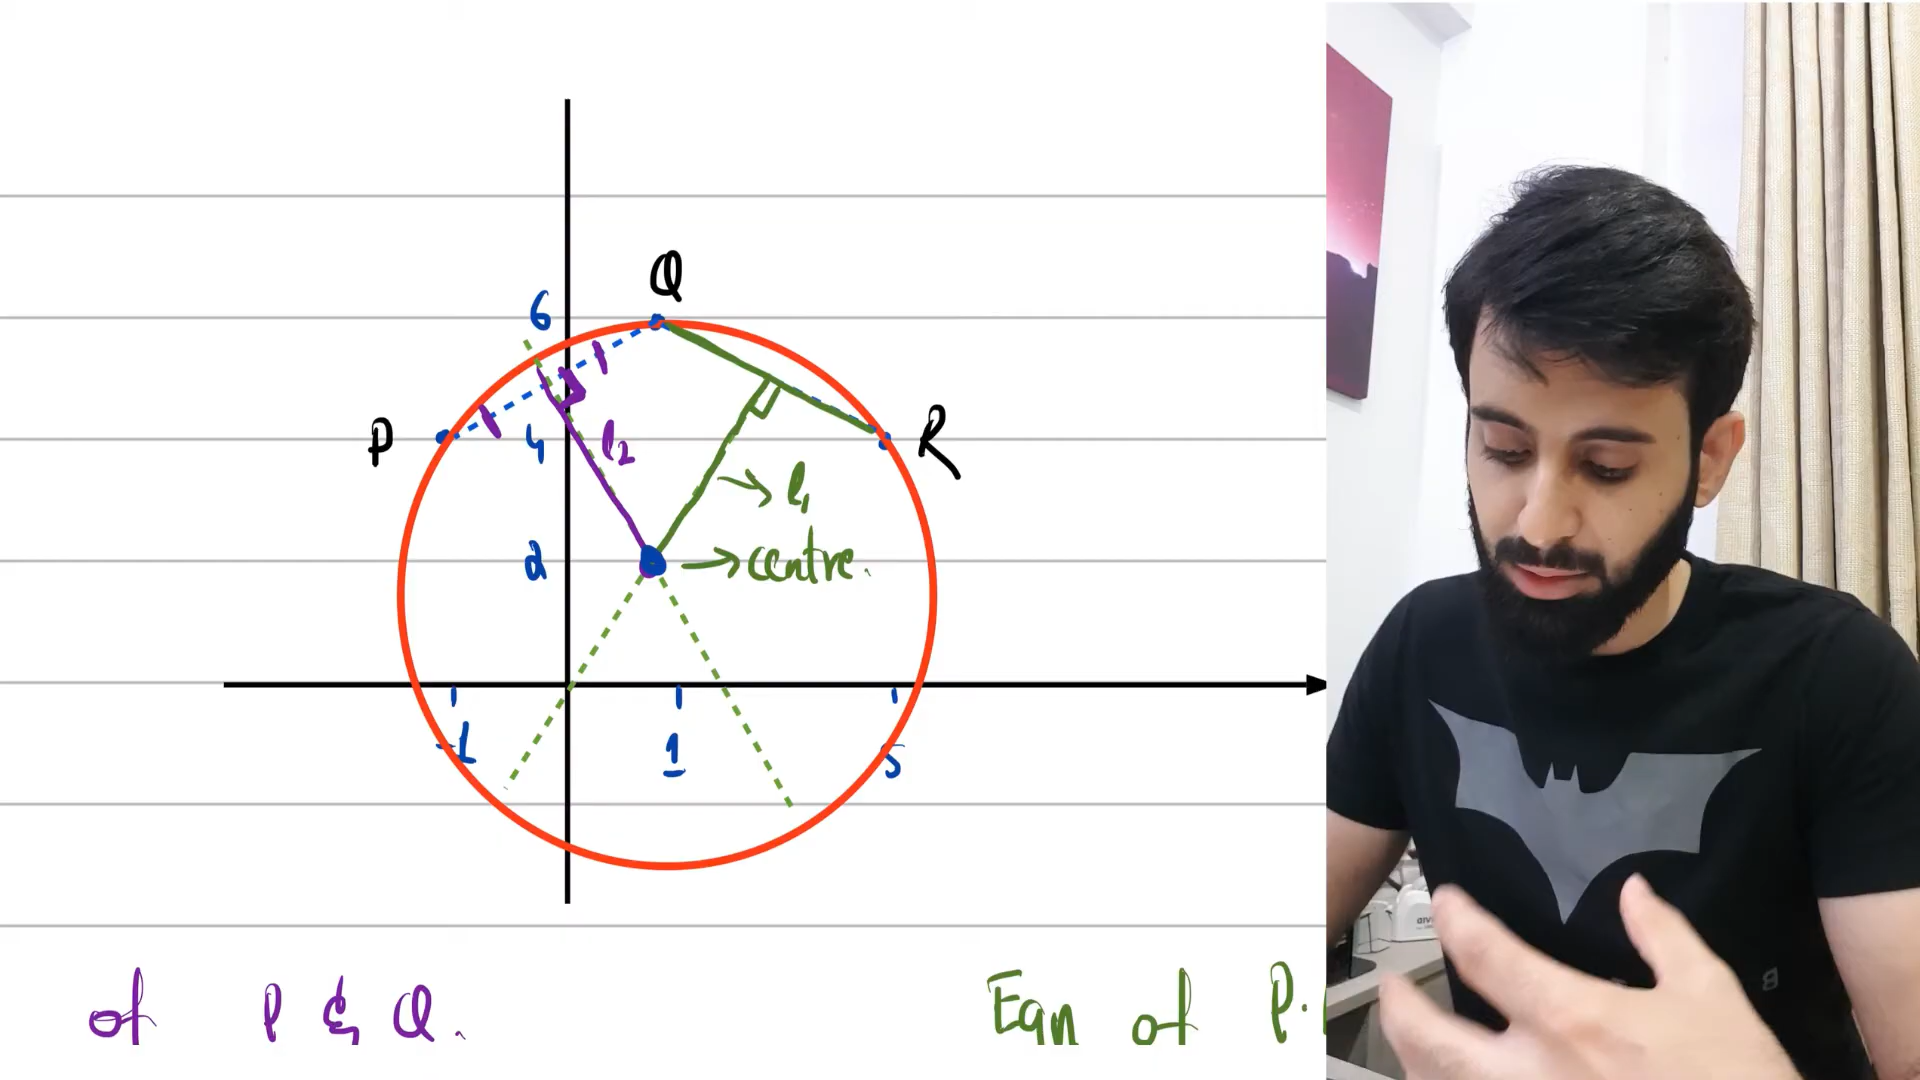 Q
6
P
4
l2
R
l1
2
→ centre.
-1
1
5
of P & Q.
Eqn of P.